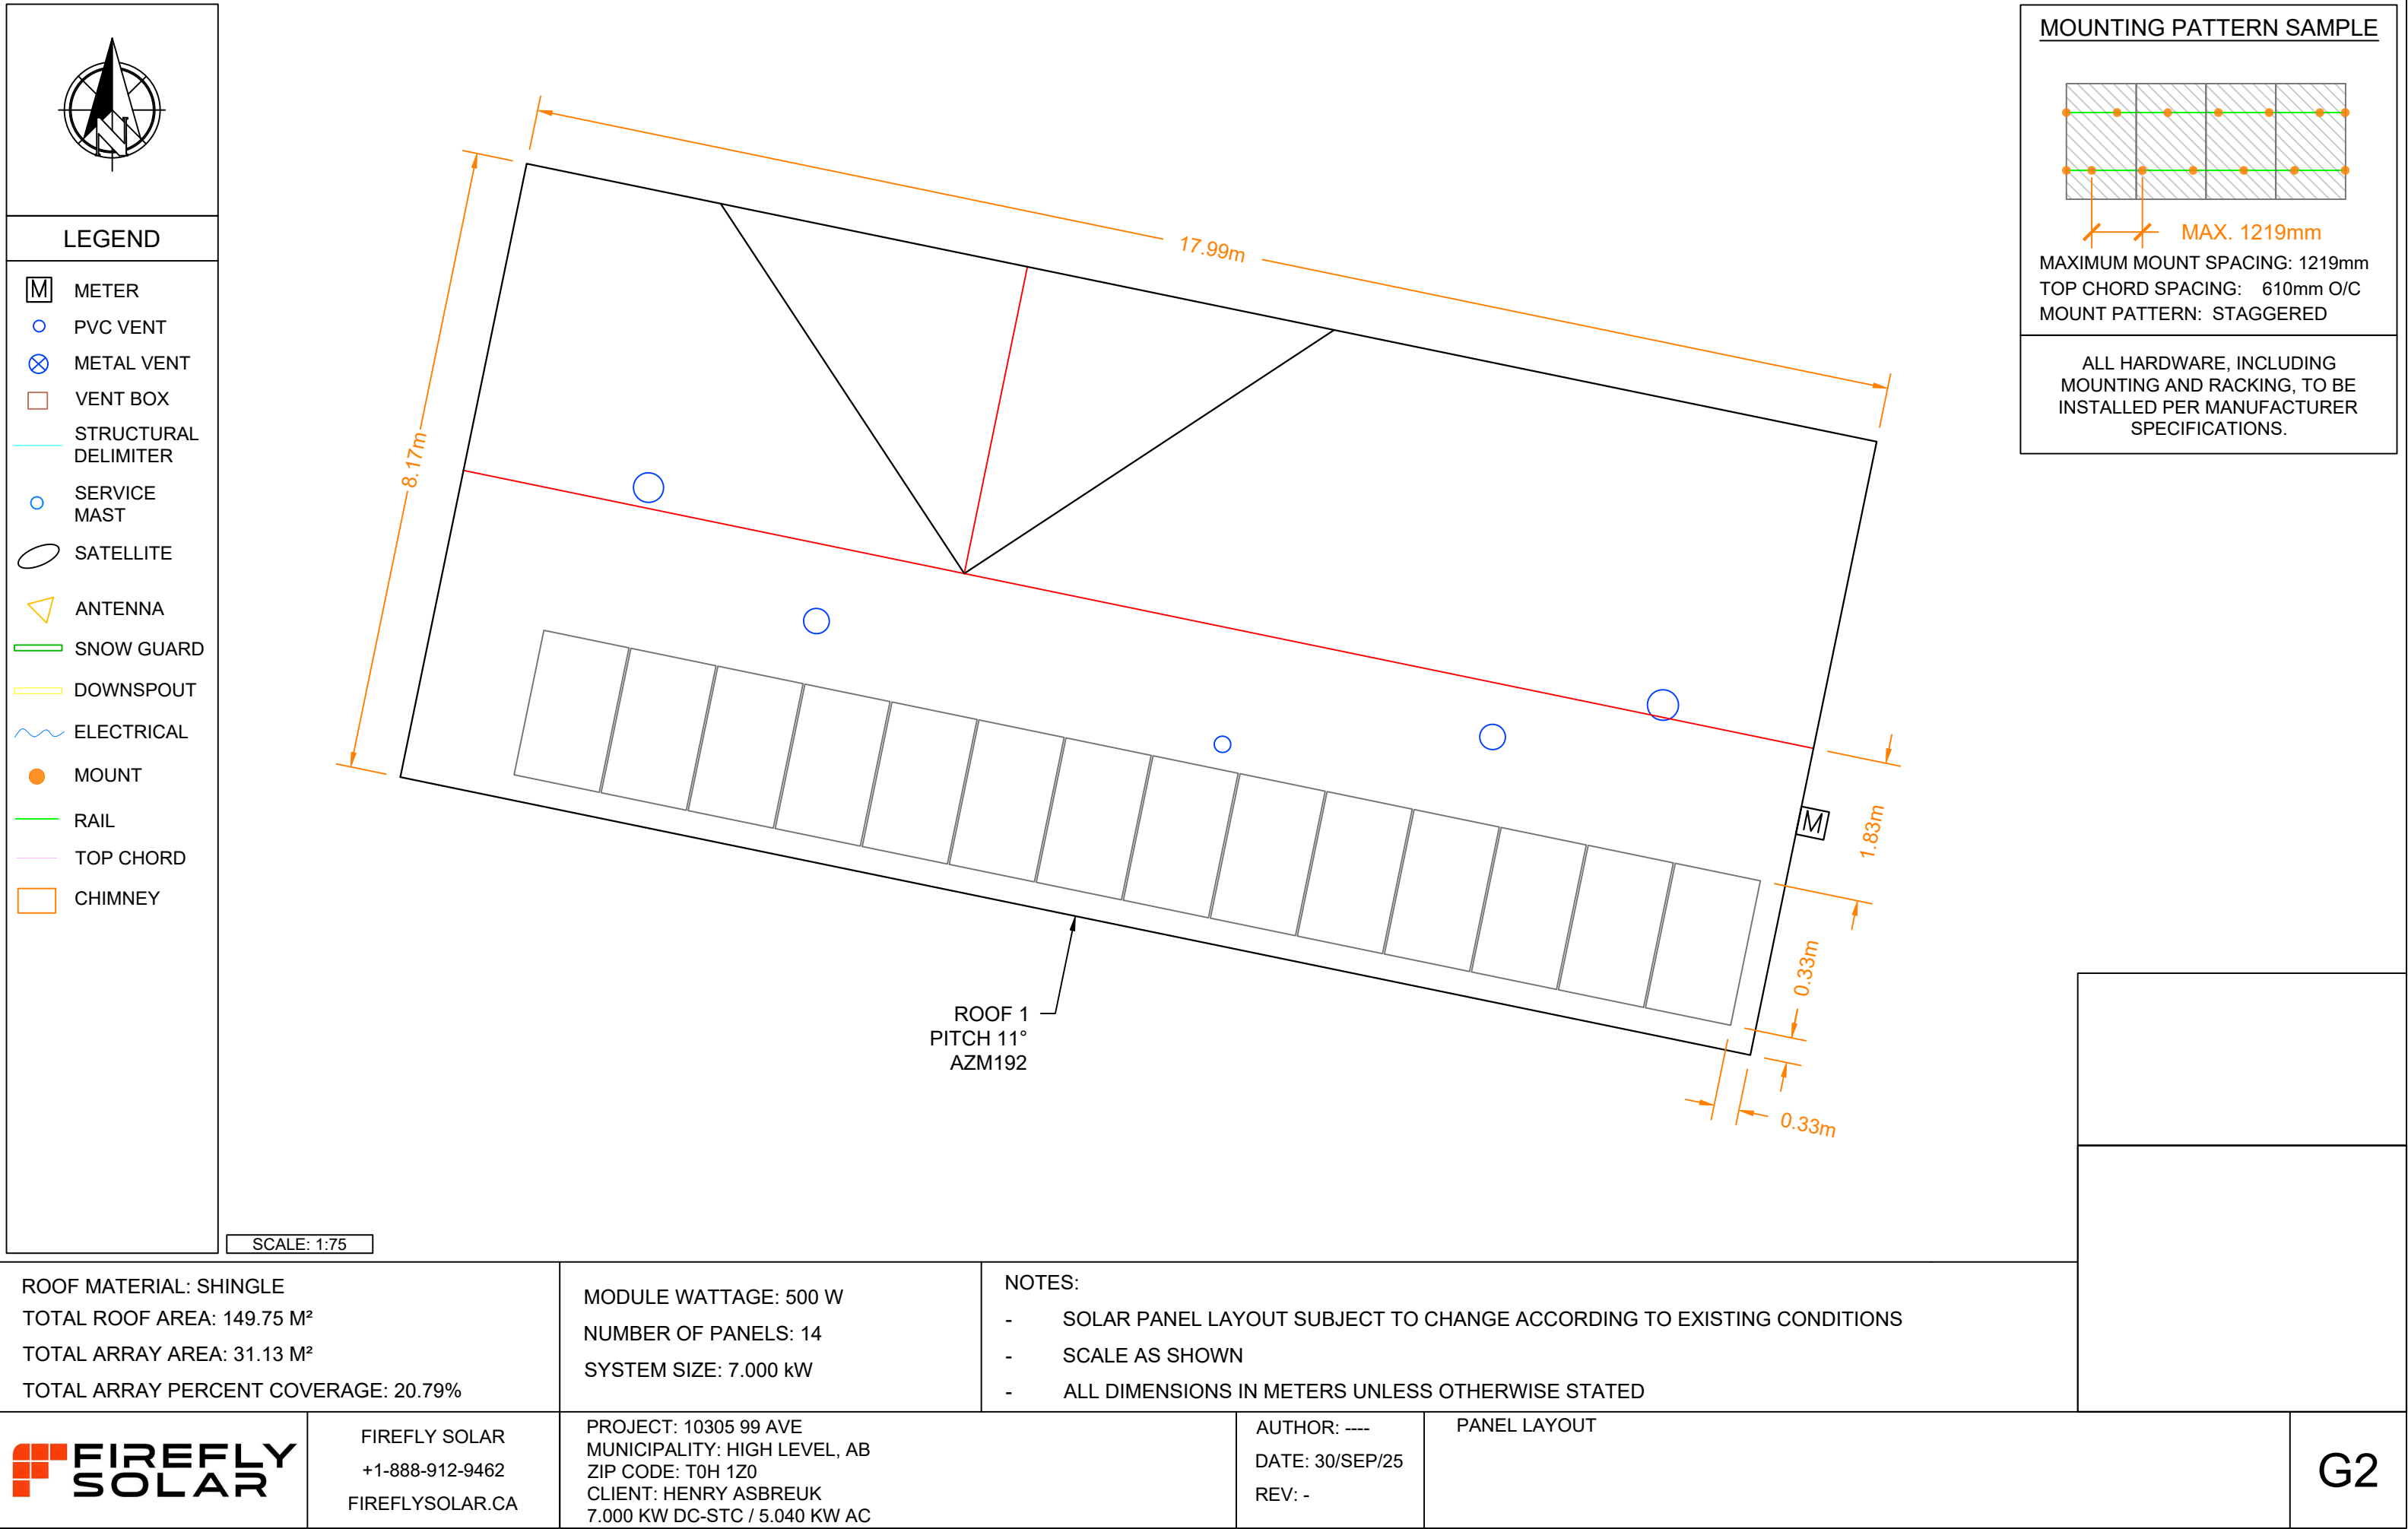 N
LEGEND
M METER
PVC VENT
METAL VENT
VENT BOX
STRUCTURAL
DELIMITER
SERVICE
MAST
SATELLITE
ANTENNA
SNOW GUARD
DOWNSPOUT
ELECTRICAL
MOUNT
RAIL
TOP CHORD
CHIMNEY
SCALE: 1:75
17.99m
8.17m
M
1.83m
0.33m
0.33m
ROOF 1
PITCH 11°
AZM192
MOUNTING PATTERN SAMPLE
MAX. 1219mm
MAXIMUM MOUNT SPACING: 1219mm
TOP CHORD SPACING: 610mm O/C
MOUNT PATTERN: STAGGERED
ALL HARDWARE, INCLUDING
MOUNTING AND RACKING, TO BE
INSTALLED PER MANUFACTURER
SPECIFICATIONS.
ROOF MATERIAL: SHINGLE
TOTAL ROOF AREA: 149.75 M²
TOTAL ARRAY AREA: 31.13 M²
TOTAL ARRAY PERCENT COVERAGE: 20.79%
MODULE WATTAGE: 500 W
NUMBER OF PANELS: 14
SYSTEM SIZE: 7.000 kW
NOTES:
- SOLAR PANEL LAYOUT SUBJECT TO CHANGE ACCORDING TO EXISTING CONDITIONS
- SCALE AS SHOWN
- ALL DIMENSIONS IN METERS UNLESS OTHERWISE STATED
FIREFLY
SOLAR
FIREFLY SOLAR
+1-888-912-9462
FIREFLYSOLAR.CA
PROJECT: 10305 99 AVE
MUNICIPALITY: HIGH LEVEL, AB
ZIP CODE: T0H 1Z0
CLIENT: HENRY ASBREUK
7.000 KW DC-STC / 5.040 KW AC
AUTHOR: ----
DATE: 30/SEP/25
REV: -
PANEL LAYOUT
G2